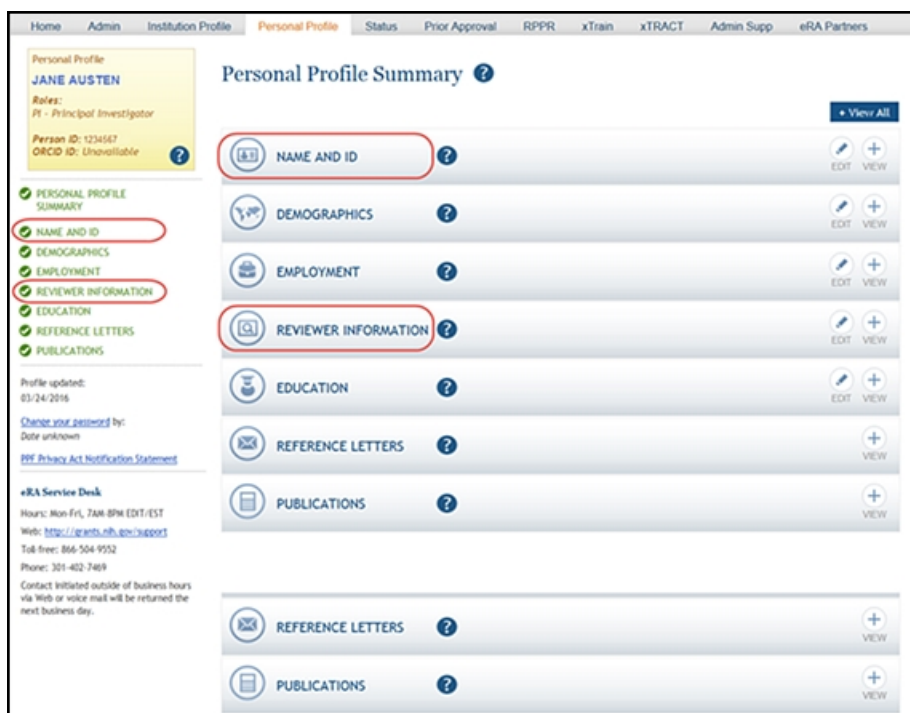 Home Admin Institution Profile Personal Profile Status Prior Approval RPPR xTrain xTRACT Admin Supp eRA Partners
Personal Profile
JANE AUSTEN
Roles:
PI - Principal Investigator
Person ID: 1234567
ORCID ID: Unavailable
?
PERSONAL PROFILE
SUMMARY
NAME AND ID
DEMOGRAPHICS
EMPLOYMENT
REVIEWER INFORMATION
EDUCATION
REFERENCE LETTERS
PUBLICATIONS
Profile updated:
03/24/2016
Change your password by:
Date unknown
PPF Privacy Act Notification Statement
eRA Service Desk
Hours: Mon-Fri, 7AM-8PM EDT/EST
Web: http://grants.nih.gov/support
Toll-free: 866-504-9552
Phone: 301-402-7469
Contact initiated outside of business hours
via Web or voice mail will be returned the
next business day.
Personal Profile Summary ?
+ View All
NAME AND ID ? EDIT VIEW
DEMOGRAPHICS ? EDIT VIEW
EMPLOYMENT ? EDIT VIEW
REVIEWER INFORMATION ? EDIT VIEW
EDUCATION ? EDIT VIEW
REFERENCE LETTERS ? VIEW
PUBLICATIONS ? VIEW
REFERENCE LETTERS ? VIEW
PUBLICATIONS ? VIEW